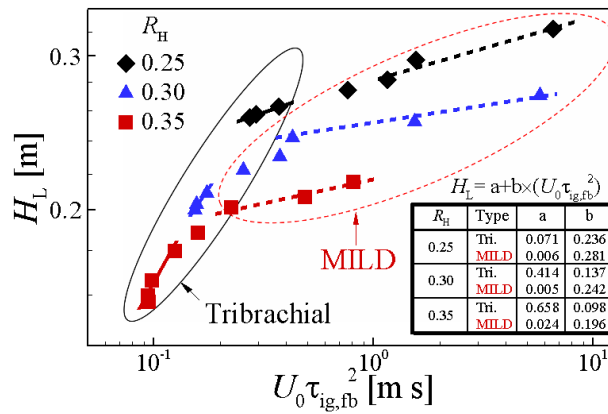 R_H
0.25
0.30
0.35
0.3
0.2
H_L [m]
MILD
Tribrachial
H_L = a+b×(U_0τ_ig,fb^2)
R_H Type a b
0.25 Tri. 0.071 0.236
MILD 0.006 0.281
0.30 Tri. 0.414 0.137
MILD 0.005 0.242
0.35 Tri. 0.658 0.098
MILD 0.024 0.196
10^-1 10^0 10^1
U_0τ_ig,fb^2 [m s]